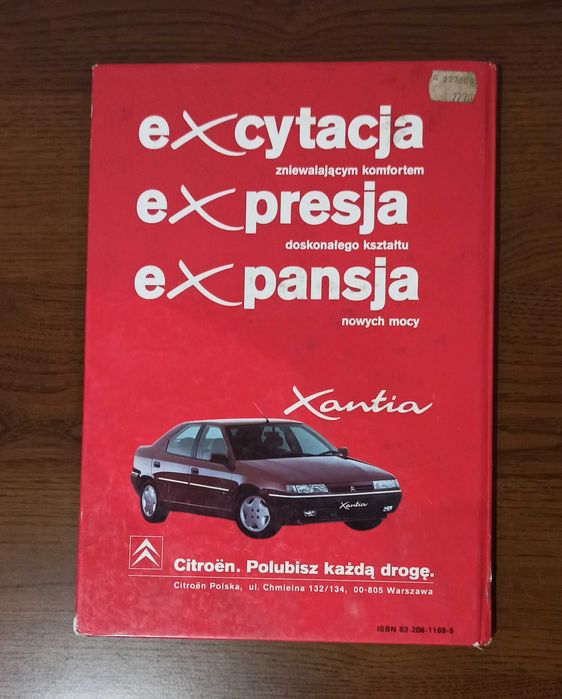 eXcytacja
zniewalającym komfortem
eXpresja
doskonałego kształtu
eXpansja
nowych mocy
Xantia
Xantia
Citroën. Polubisz każdą drogę.
Citroën Polska, ul. Chmielna 132/134, 00-805 Warszawa
ISBN 83-206-1169-5